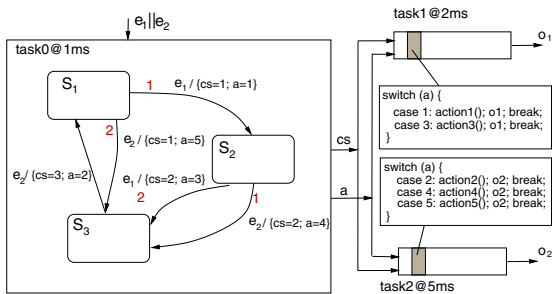 e1||e2
task0@1ms
S1
1
e1 / {cs=1; a=1}
2
e2 / {cs=1; a=5}
S2
e2/ {cs=3; a=2}
e1 / {cs=2; a=3}
2
1
S3
e2 / {cs=2; a=4}
cs
a
task1@2ms
o1
switch (a) {
case 1: action1(); o1; break;
case 3: action3(); o1; break;
}
switch (a) {
case 2: action2(); o2; break;
case 4: action4(); o2; break;
case 5: action5(); o2; break;
}
o2
task2@5ms